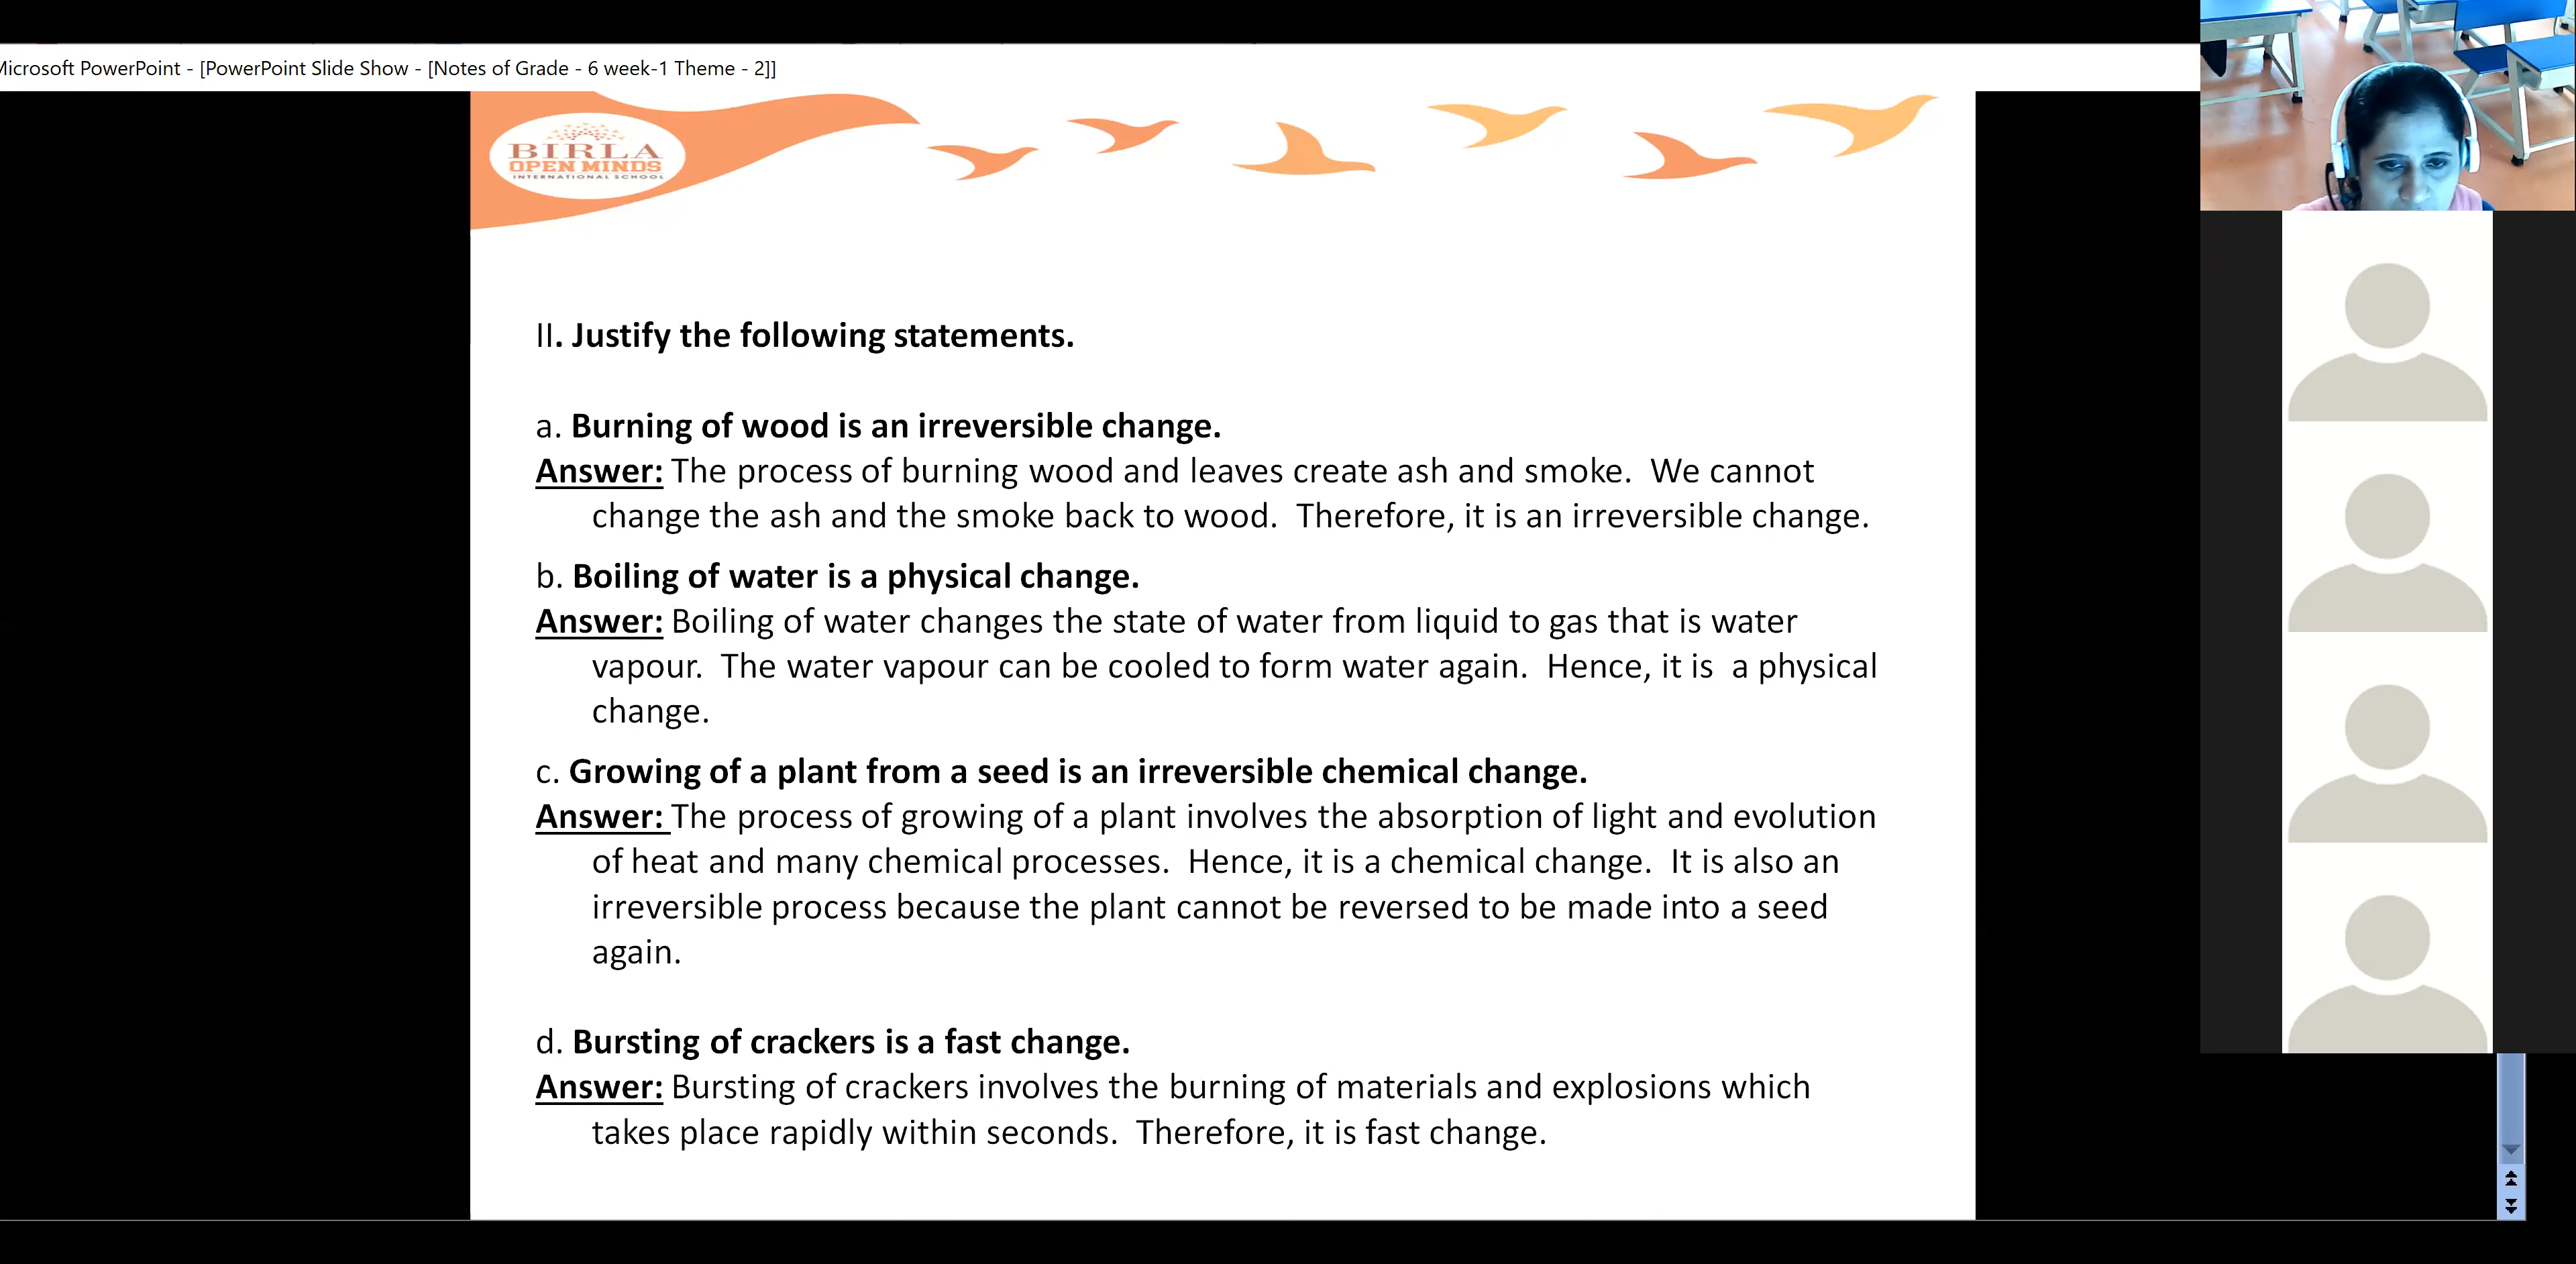 Microsoft PowerPoint - [PowerPoint Slide Show - [Notes of Grade - 6 week-1 Theme - 2]]
BIRLA
OPEN MINDS
INTERNATIONAL SCHOOL
II. Justify the following statements.
a. Burning of wood is an irreversible change.
Answer: The process of burning wood and leaves create ash and smoke.  We cannot
change the ash and the smoke back to wood.  Therefore, it is an irreversible change.
b. Boiling of water is a physical change.
Answer: Boiling of water changes the state of water from liquid to gas that is water
vapour.  The water vapour can be cooled to form water again.  Hence, it is  a physical
change.
c. Growing of a plant from a seed is an irreversible chemical change.
Answer: The process of growing of a plant involves the absorption of light and evolution
of heat and many chemical processes.  Hence, it is a chemical change.  It is also an
irreversible process because the plant cannot be reversed to be made into a seed
again.
d. Bursting of crackers is a fast change.
Answer: Bursting of crackers involves the burning of materials and explosions which
takes place rapidly within seconds.  Therefore, it is fast change.